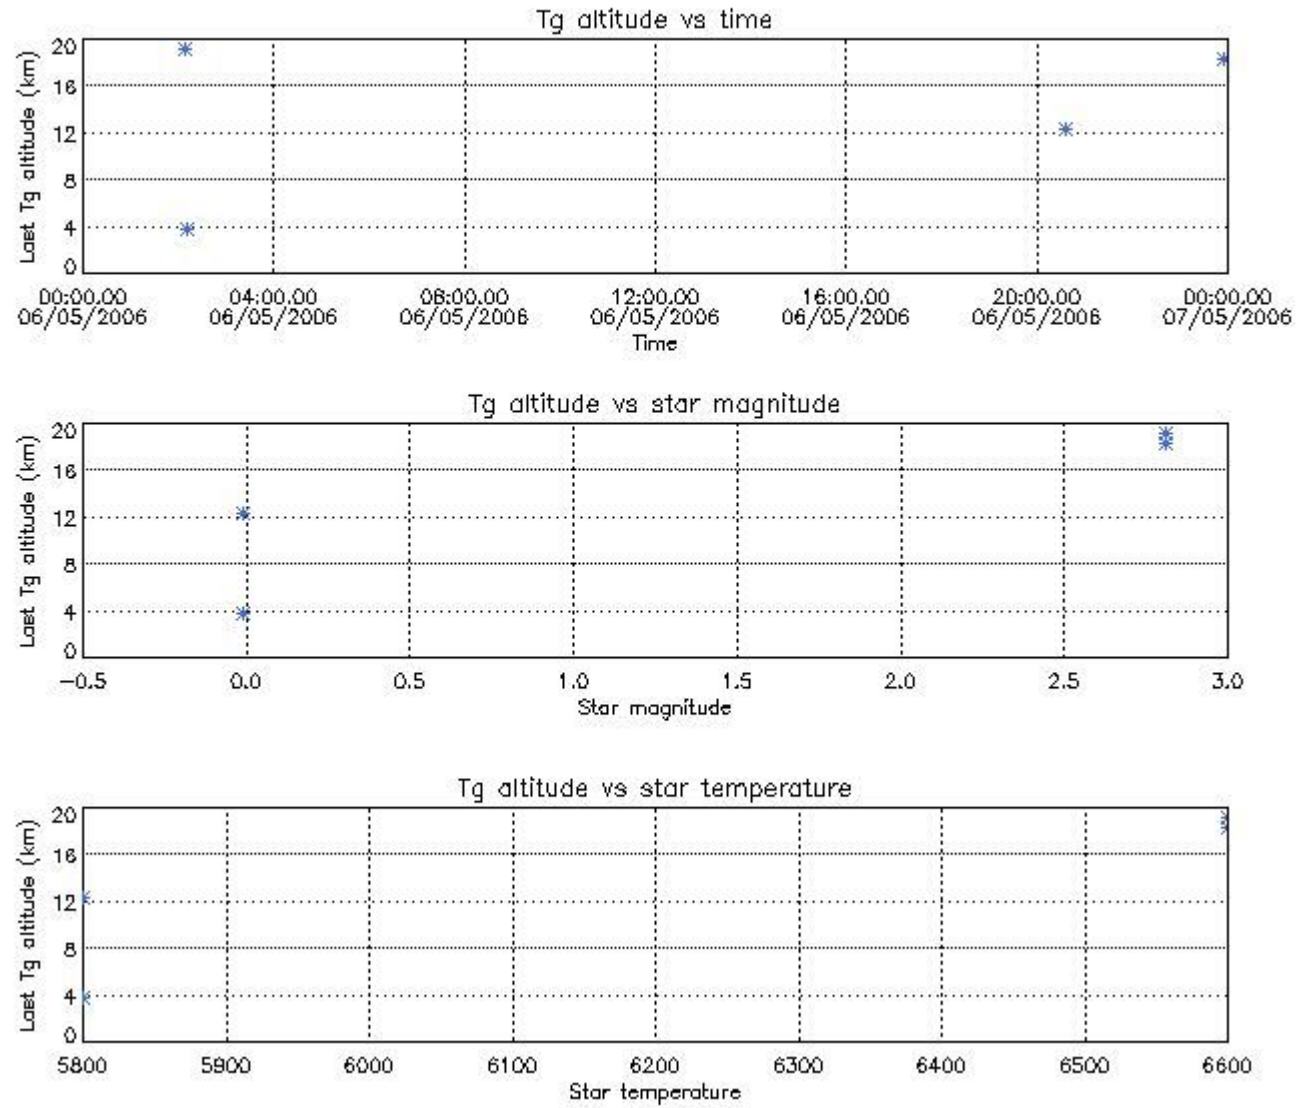 Tg altitude vs time
Last Tg altitude (km)
20
16
12
8
4
0
00:00.00 04:00.00 08:00.00 12:00.00 16:00.00 20:00.00 00:00.00
06/05/2006 06/05/2006 06/05/2006 06/05/2006 06/05/2006 06/05/2006 07/05/2006
Time
Tg altitude vs star magnitude
Last Tg altitude (km)
20
16
12
8
4
0
-0.5 0.0 0.5 1.0 1.5 2.0 2.5 3.0
Star magnitude
Tg altitude vs star temperature
Last Tg altitude (km)
20
16
12
8
4
0
5800 5900 6000 6100 6200 6300 6400 6500 6600
Star temperature